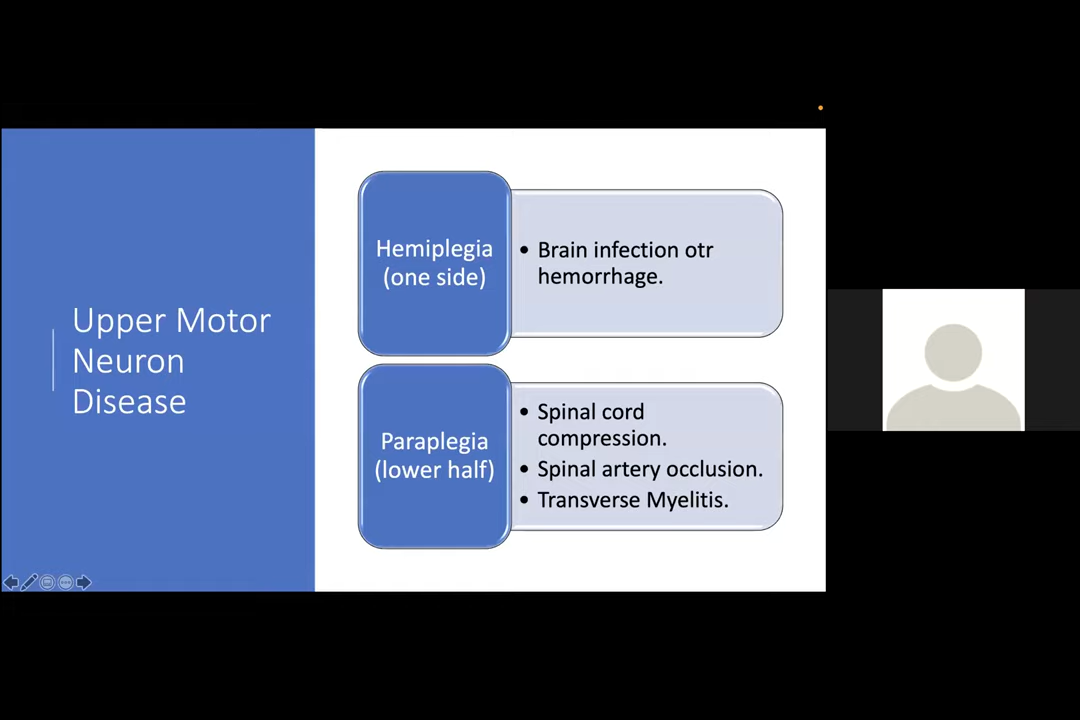 Upper Motor
Neuron
Disease
Hemiplegia
(one side)
• Brain infection otr
hemorrhage.
Paraplegia
(lower half)
• Spinal cord
compression.
• Spinal artery occlusion.
• Transverse Myelitis.